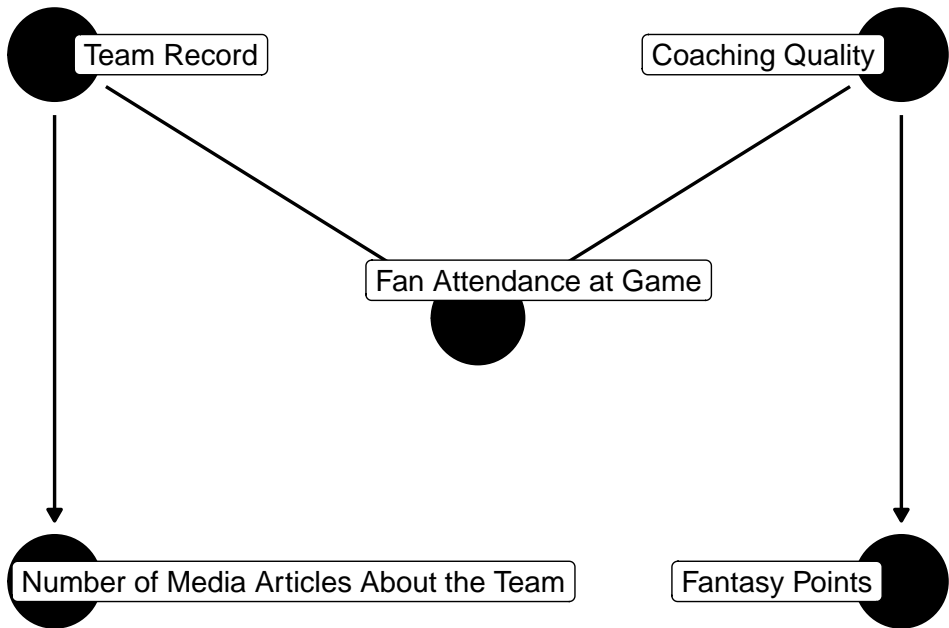 Team Record
Coaching Quality
Fan Attendance at Game
Number of Media Articles About the Team
Fantasy Points